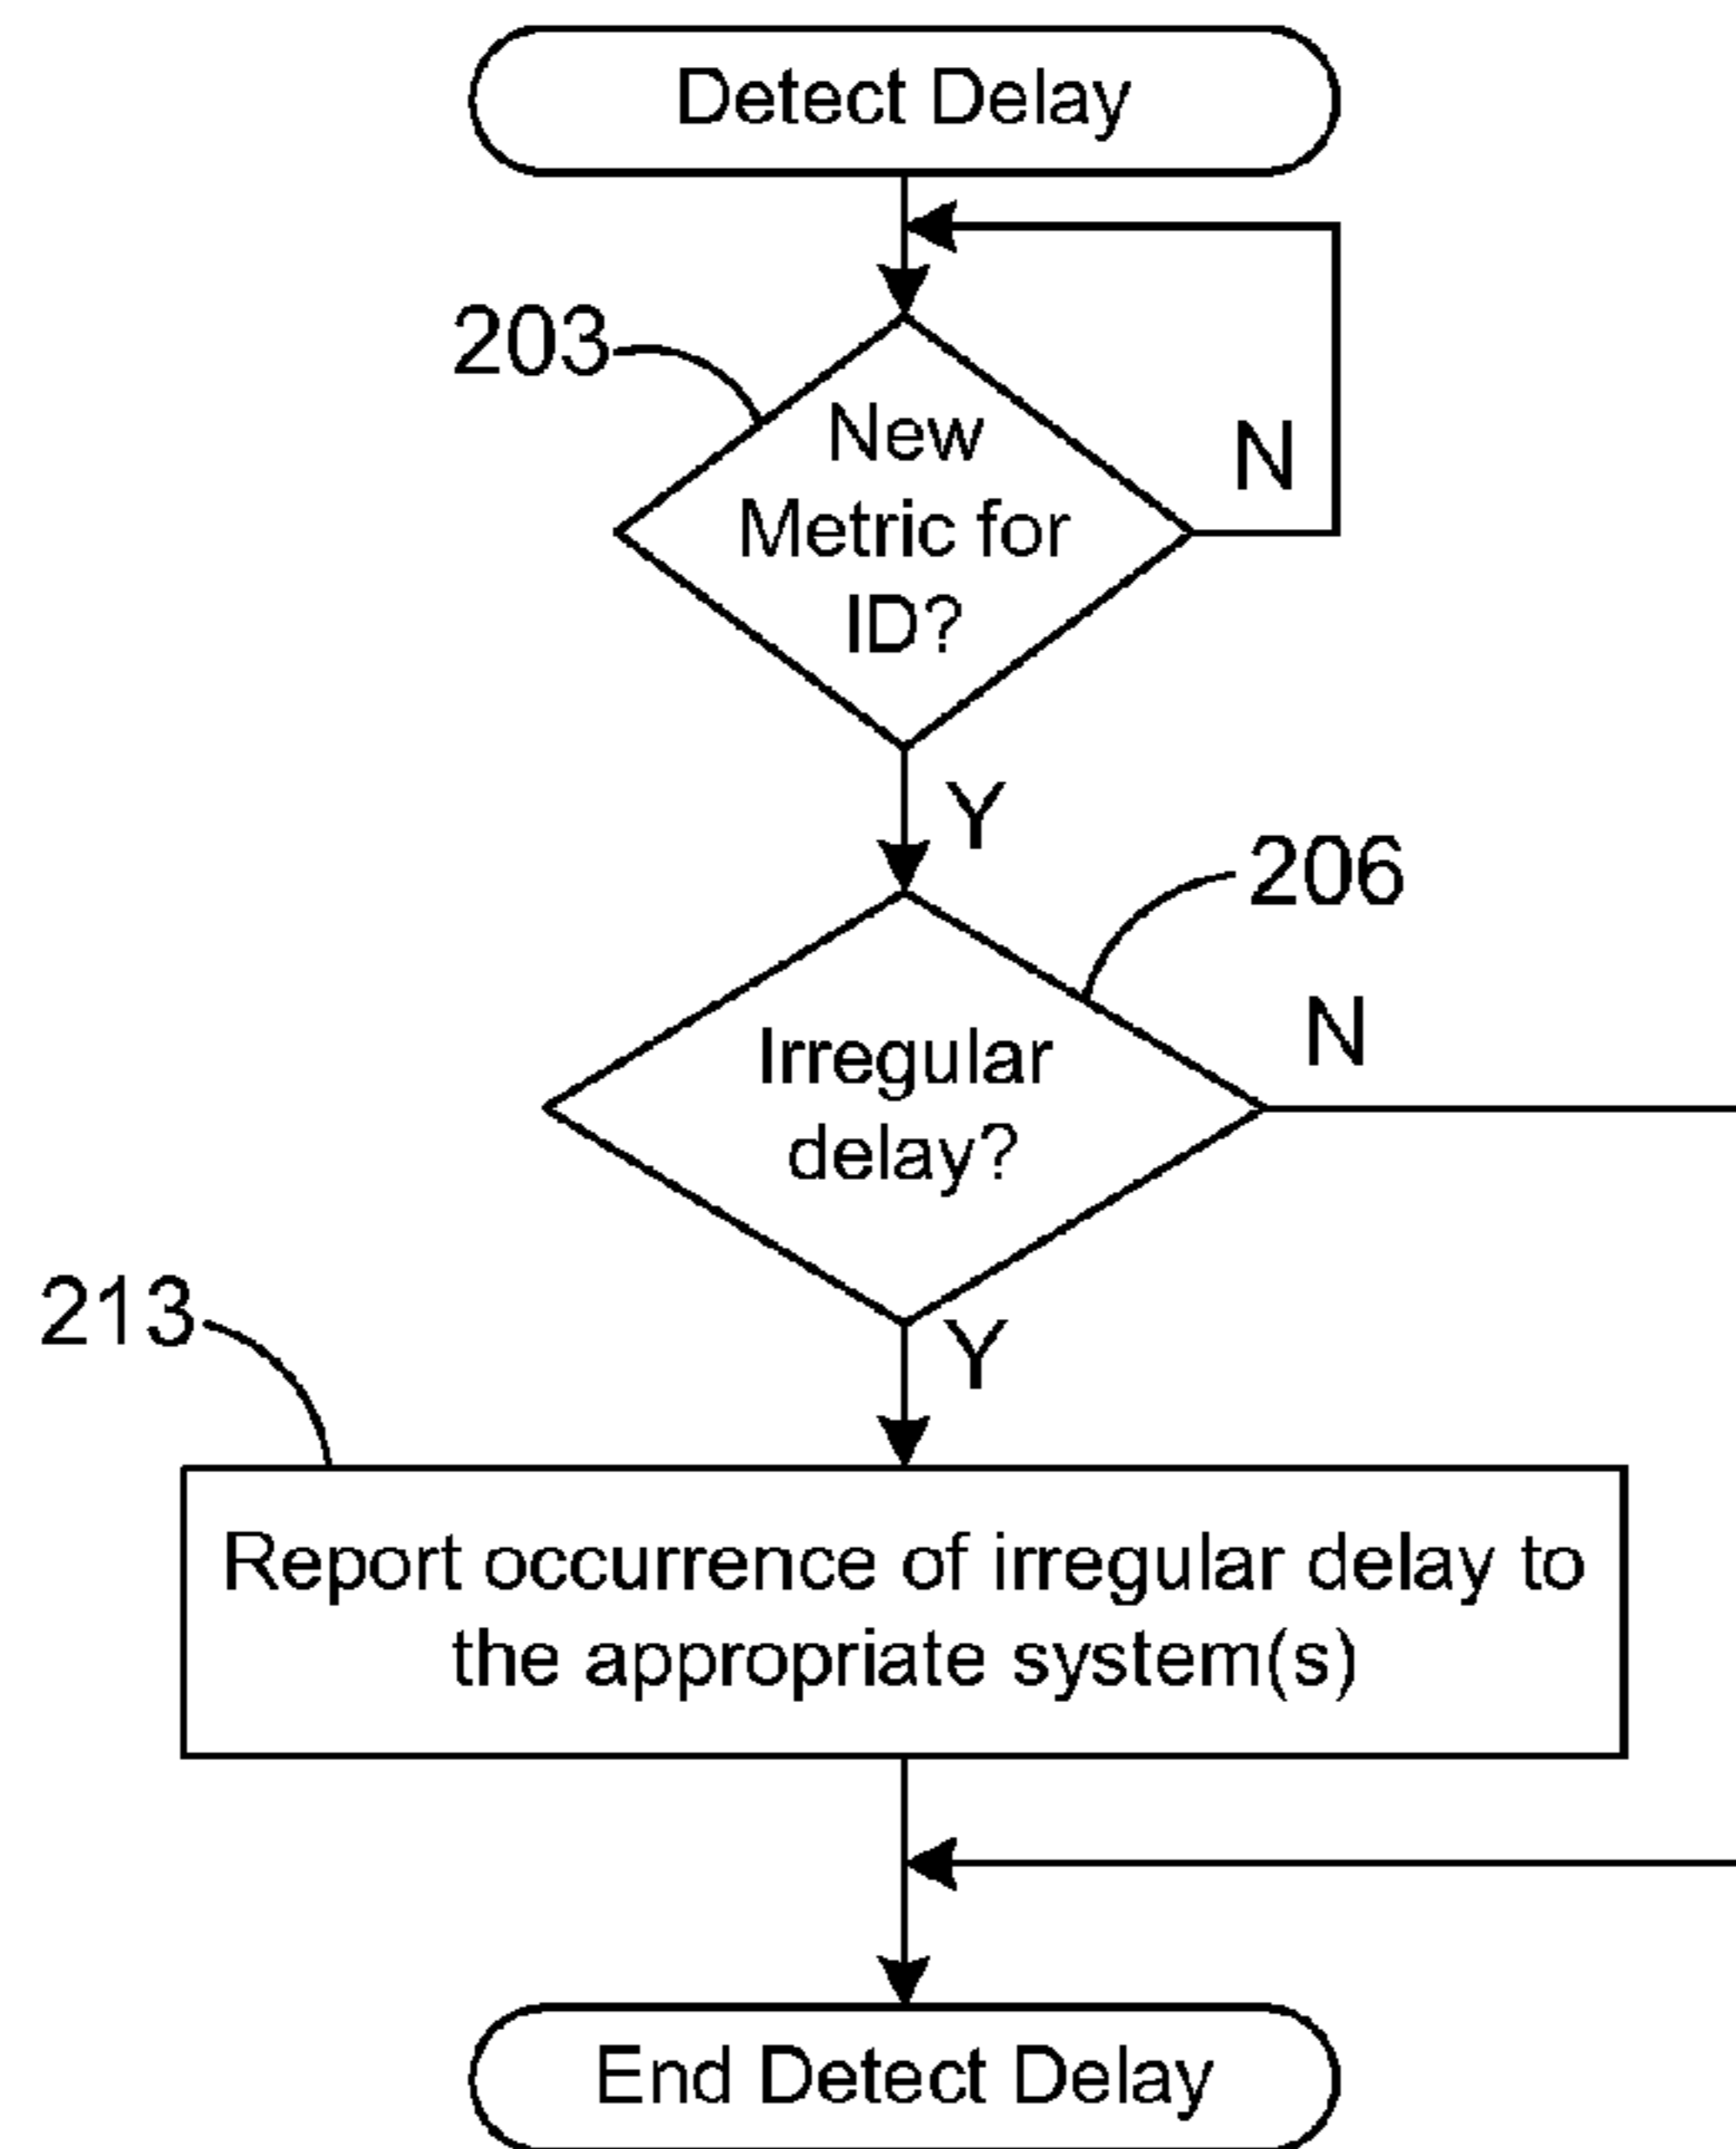 Detect Delay
203
New
Metric for
ID?
N
Y
206
Irregular
delay?
N
213
Y
Report occurrence of irregular delay to
the appropriate system(s)
End Detect Delay